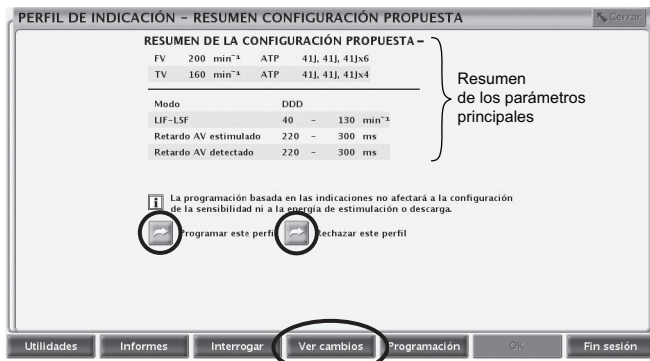 PERFIL DE INDICACIÓN - RESUMEN CONFIGURACIÓN PROPUESTA
Cerrar
RESUMEN DE LA CONFIGURACIÓN PROPUESTA –
FV 200 min⁻¹ ATP 41J, 41J, 41Jx6
TV 160 min⁻¹ ATP 41J, 41J, 41Jx4
Modo DDD
LIF-LSF 40 – 130 min⁻¹
Retardo AV estimulado 220 – 300 ms
Retardo AV detectado 220 – 300 ms
Resumen
de los parámetros
principales
i La programación basada en las indicaciones no afectará a la configuración
de la sensibilidad ni a la energía de estimulación o descarga.
Programar este perfil Rechazar este perfil
Utilidades Informes Interrogar Ver cambios Programación OK Fin sesión